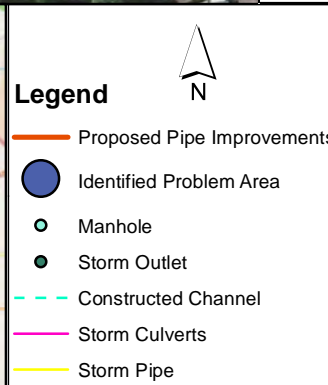 N
Legend
Proposed Pipe Improvements
Identified Problem Area
Manhole
Storm Outlet
Constructed Channel
Storm Culverts
Storm Pipe